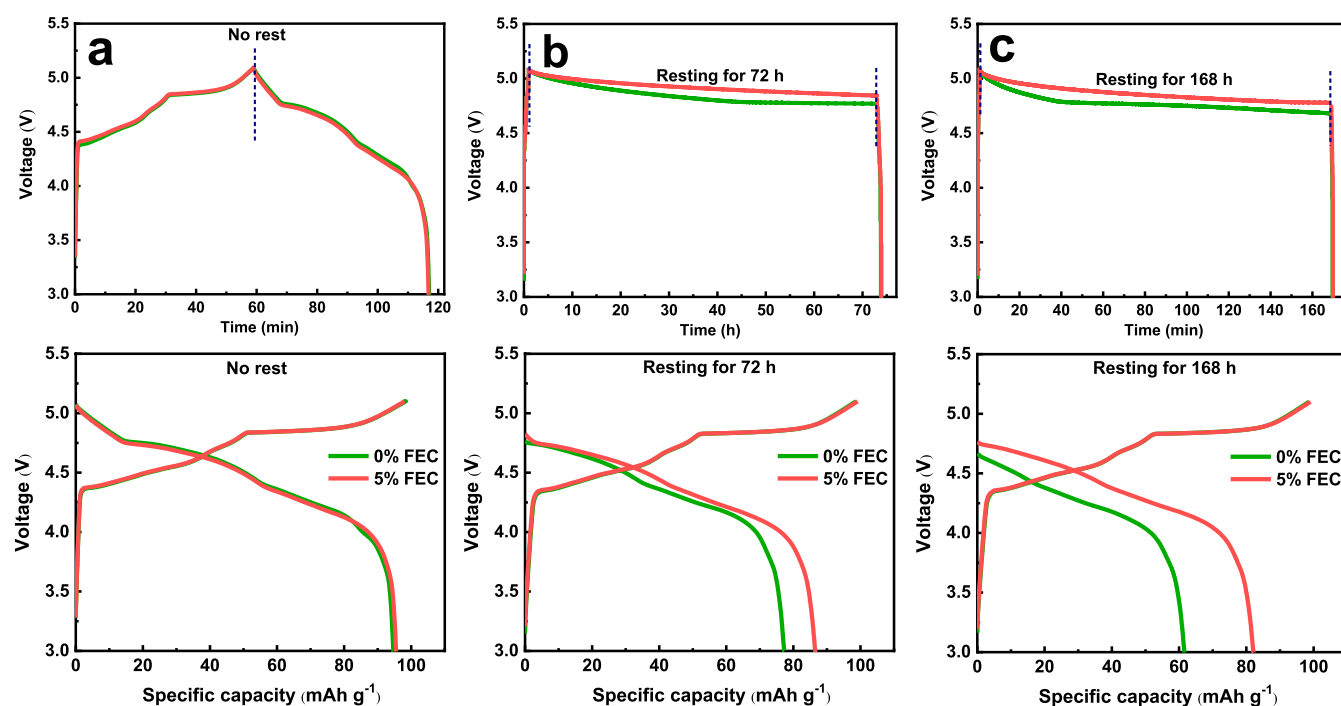 a
No rest
Voltage (V)
5.5
5.0
4.5
4.0
3.5
3.0
0 20 40 60 80 100 120
Time (min)
b
Resting for 72 h
Voltage (V)
5.5
5.0
4.5
4.0
3.5
3.0
0 10 20 30 40 50 60 70
Time (h)
c
Resting for 168 h
Voltage (V)
5.5
5.0
4.5
4.0
3.5
3.0
0 20 40 60 80 100 120 140 160
Time (min)
No rest
0% FEC
5% FEC
Voltage (V)
5.5
5.0
4.5
4.0
3.5
3.0
0 20 40 60 80 100
Specific capacity (mAh g⁻¹)
Resting for 72 h
0% FEC
5% FEC
Voltage (V)
5.5
5.0
4.5
4.0
3.5
3.0
0 20 40 60 80 100
Specific capacity (mAh g⁻¹)
Resting for 168 h
0% FEC
5% FEC
Voltage (V)
5.5
5.0
4.5
4.0
3.5
3.0
0 20 40 60 80 100
Specific capacity (mAh g⁻¹)